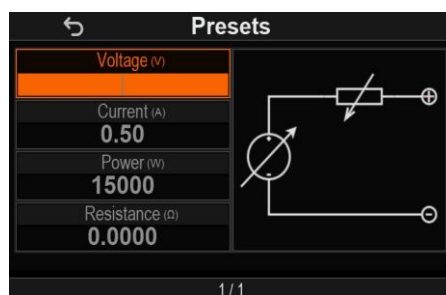 Presets
Voltage (V)
Current (A)
0.50
Power (W)
15000
Resistance (Ω)
0.0000
1/1